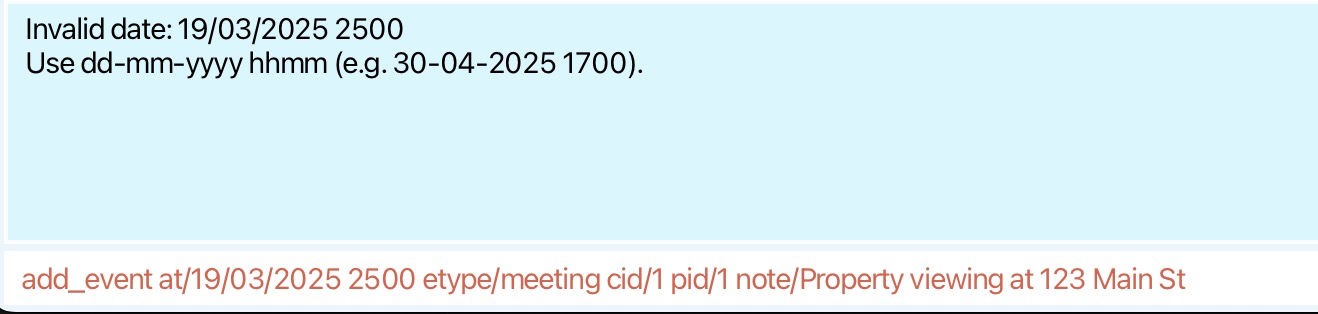 Invalid date: 19/03/2025 2500
Use dd-mm-yyyy hhmm (e.g. 30-04-2025 1700).
add_event at/19/03/2025 2500 etype/meeting cid/1 pid/1 note/Property viewing at 123 Main St